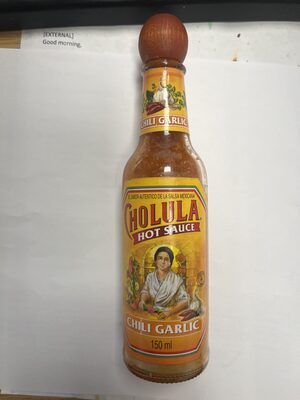 [EXTERNAL]
Good morning,
CHILI GARLIC
EL SABOR AUTENTICO DE LA SALSA MEXICANA
CHOLULA
HOT SAUCE
CHILI GARLIC
150 ml